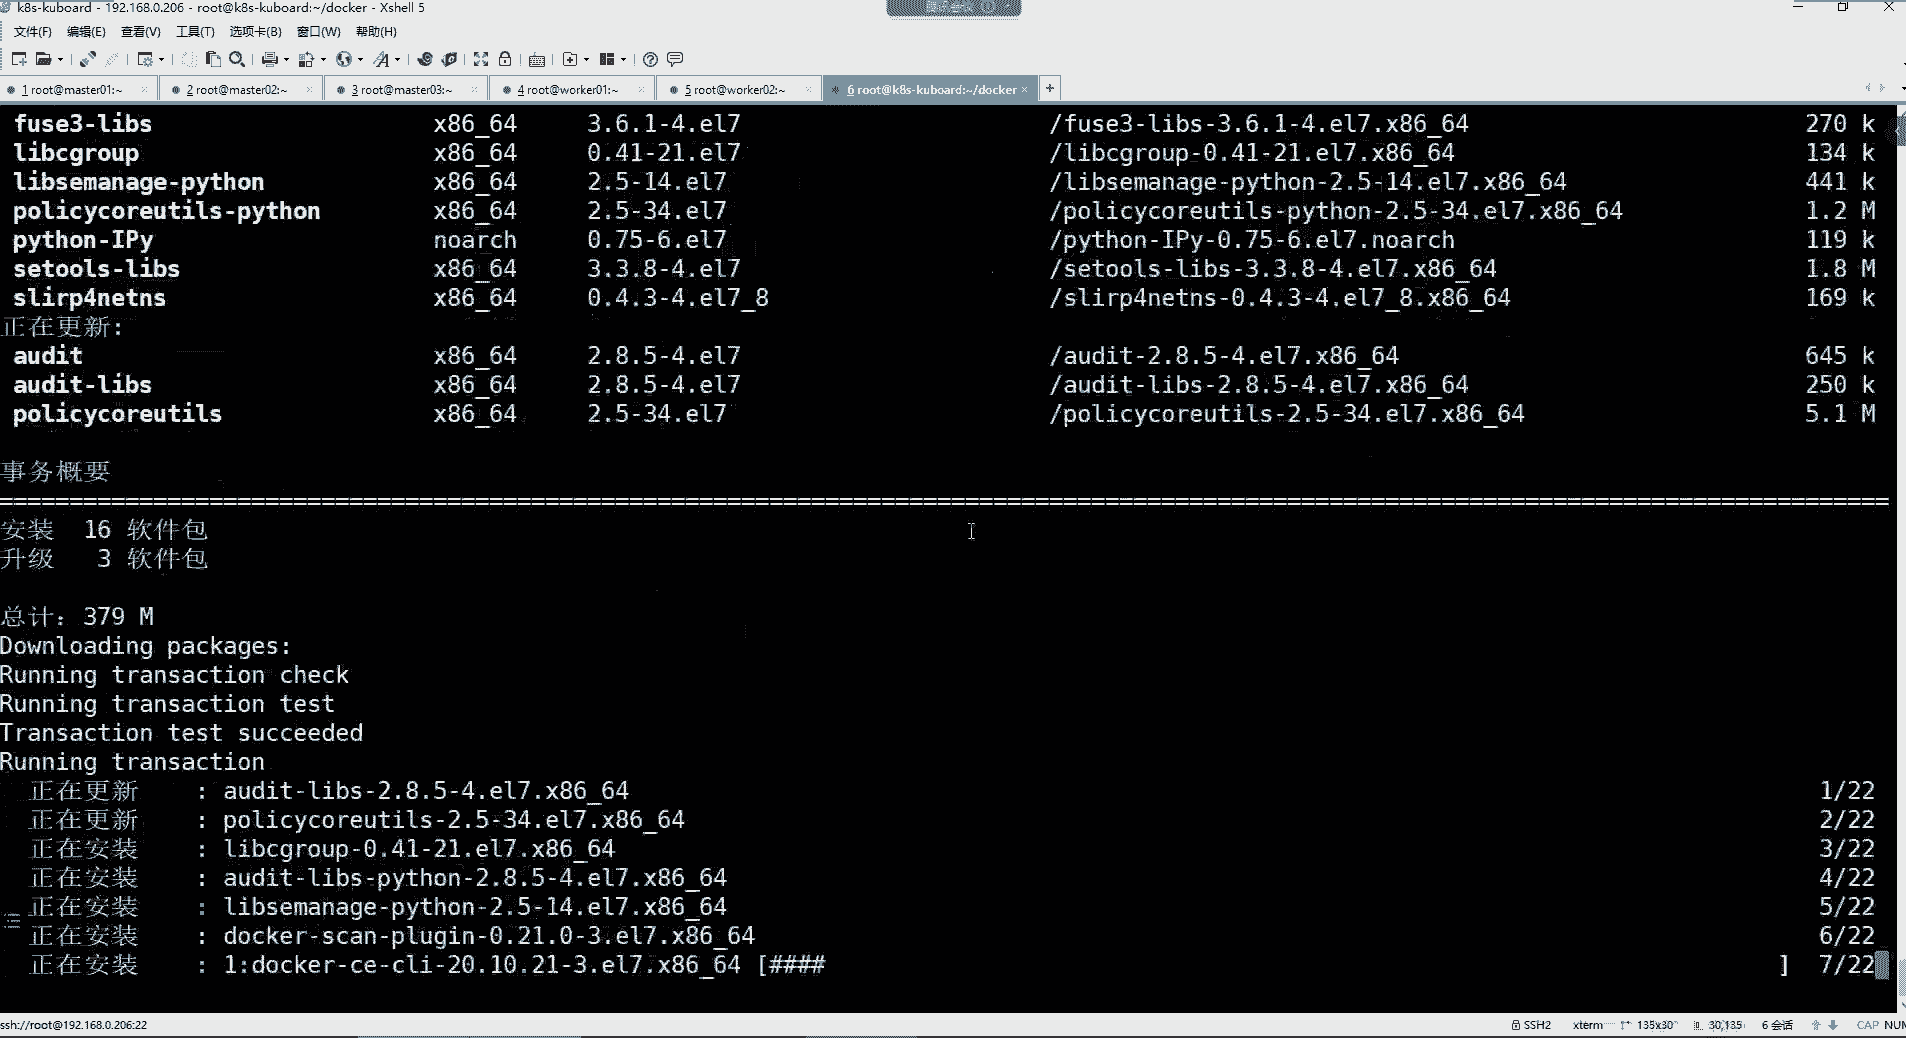 k8s-kuboard - 192.168.0.206 - root@k8s-kuboard:~/docker - Xshell 5
文件(F) 编辑(E) 查看(V) 工具(T) 选项卡(B) 窗口(W) 帮助(H)
1 root@master01:~ 2 root@master02:~ 3 root@master03:~ 4 root@worker01:~ 5 root@worker02:~ 6 root@k8s-kuboard:~/docker
fuse3-libs x86_64 3.6.1-4.el7 /fuse3-libs-3.6.1-4.el7.x86_64 270 k
libcgroup x86_64 0.41-21.el7 /libcgroup-0.41-21.el7.x86_64 134 k
libsemanage-python x86_64 2.5-14.el7 /libsemanage-python-2.5-14.el7.x86_64 441 k
policycoreutils-python x86_64 2.5-34.el7 /policycoreutils-python-2.5-34.el7.x86_64 1.2 M
python-IPy noarch 0.75-6.el7 /python-IPy-0.75-6.el7.noarch 119 k
setools-libs x86_64 3.3.8-4.el7 /setools-libs-3.3.8-4.el7.x86_64 1.8 M
slirp4netns x86_64 0.4.3-4.el7_8 /slirp4netns-0.4.3-4.el7_8.x86_64 169 k
正在更新:
audit x86_64 2.8.5-4.el7 /audit-2.8.5-4.el7.x86_64 645 k
audit-libs x86_64 2.8.5-4.el7 /audit-libs-2.8.5-4.el7.x86_64 250 k
policycoreutils x86_64 2.5-34.el7 /policycoreutils-2.5-34.el7.x86_64 5.1 M
事务概要
安装 16 软件包
升级 3 软件包
总计：379 M
Downloading packages:
Running transaction check
Running transaction test
Transaction test succeeded
Running transaction
正在更新 : audit-libs-2.8.5-4.el7.x86_64 1/22
正在更新 : policycoreutils-2.5-34.el7.x86_64 2/22
正在安装 : libcgroup-0.41-21.el7.x86_64 3/22
正在安装 : audit-libs-python-2.8.5-4.el7.x86_64 4/22
正在安装 : libsemanage-python-2.5-14.el7.x86_64 5/22
正在安装 : docker-scan-plugin-0.21.0-3.el7.x86_64 6/22
正在安装 : 1:docker-ce-cli-20.10.21-3.el7.x86_64 [#### ] 7/22
ssh://root@192.168.0.206:22 SSH2 xterm 135x30 30,135 6 会话 CAP NUM